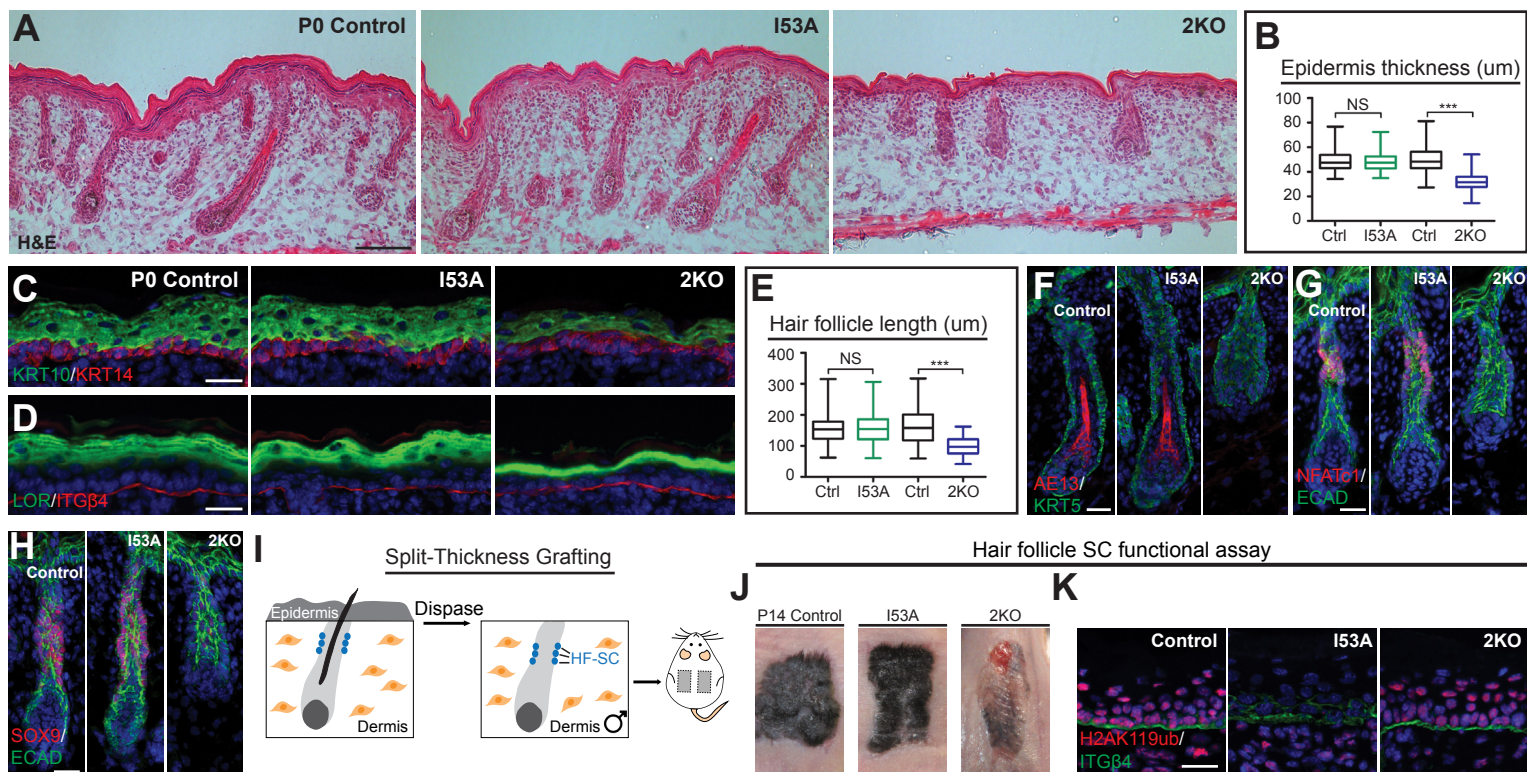 A
P0 Control
I53A
2KO
H&E
B
Epidermis thickness (um)
100
80
60
40
20
0
NS
***
Ctrl
I53A
Ctrl
2KO
C
P0 Control
I53A
2KO
KRT10/KRT14
D
LOR/ITGβ4
E
Hair follicle length (um)
400
300
200
100
0
NS
***
Ctrl
I53A
Ctrl
2KO
F
Control
I53A
2KO
AE13/
KRT5
G
Control
I53A
2KO
NFATc1/
ECAD
H
Control
I53A
2KO
SOX9/
ECAD
I
Split-Thickness Grafting
Epidermis
Dermis
Dispase
HF-SC
Dermis ♂
Hair follicle SC functional assay
J
P14 Control
I53A
2KO
K
Control
I53A
2KO
H2AK119ub/
ITGβ4